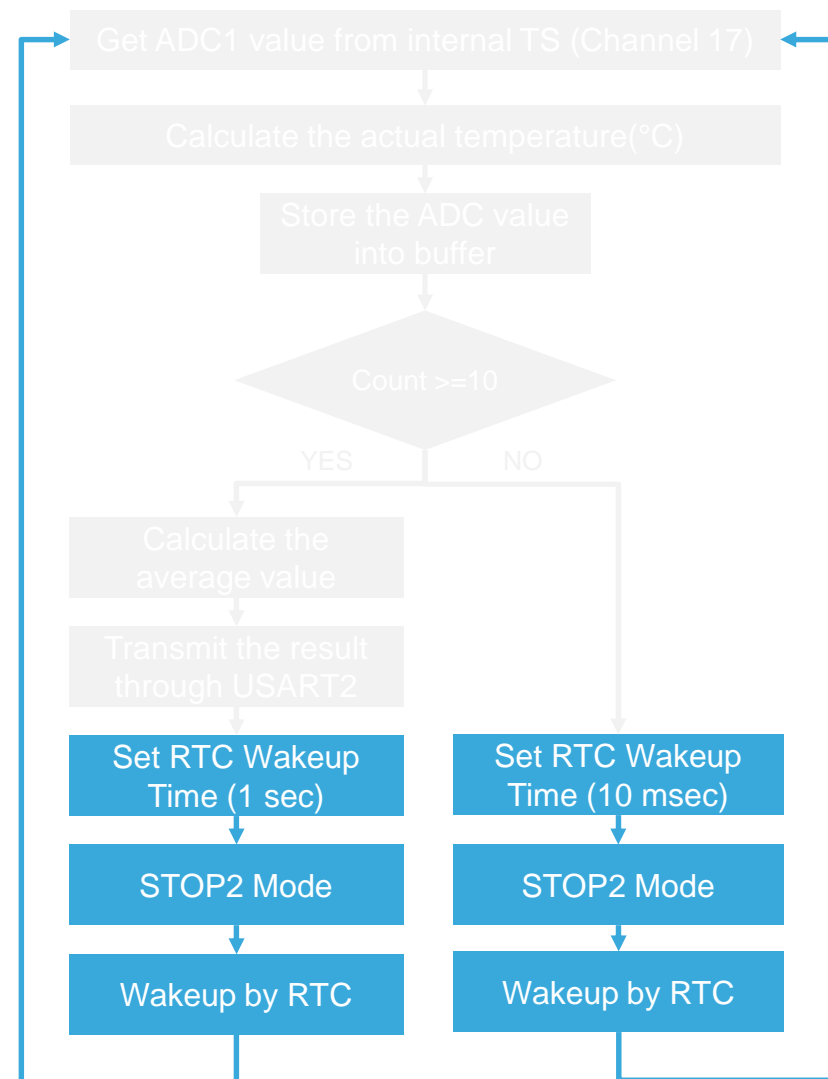 Get ADC1 value from internal TS (Channel 17)
Calculate the actual temperature(°C)
Store the ADC value
into buffer
Count >=10
YES
NO
Calculate the
average value
Transmit the result
through USART2
Set RTC Wakeup
Time (1 sec)
STOP2 Mode
Wakeup by RTC
Set RTC Wakeup
Time (10 msec)
STOP2 Mode
Wakeup by RTC